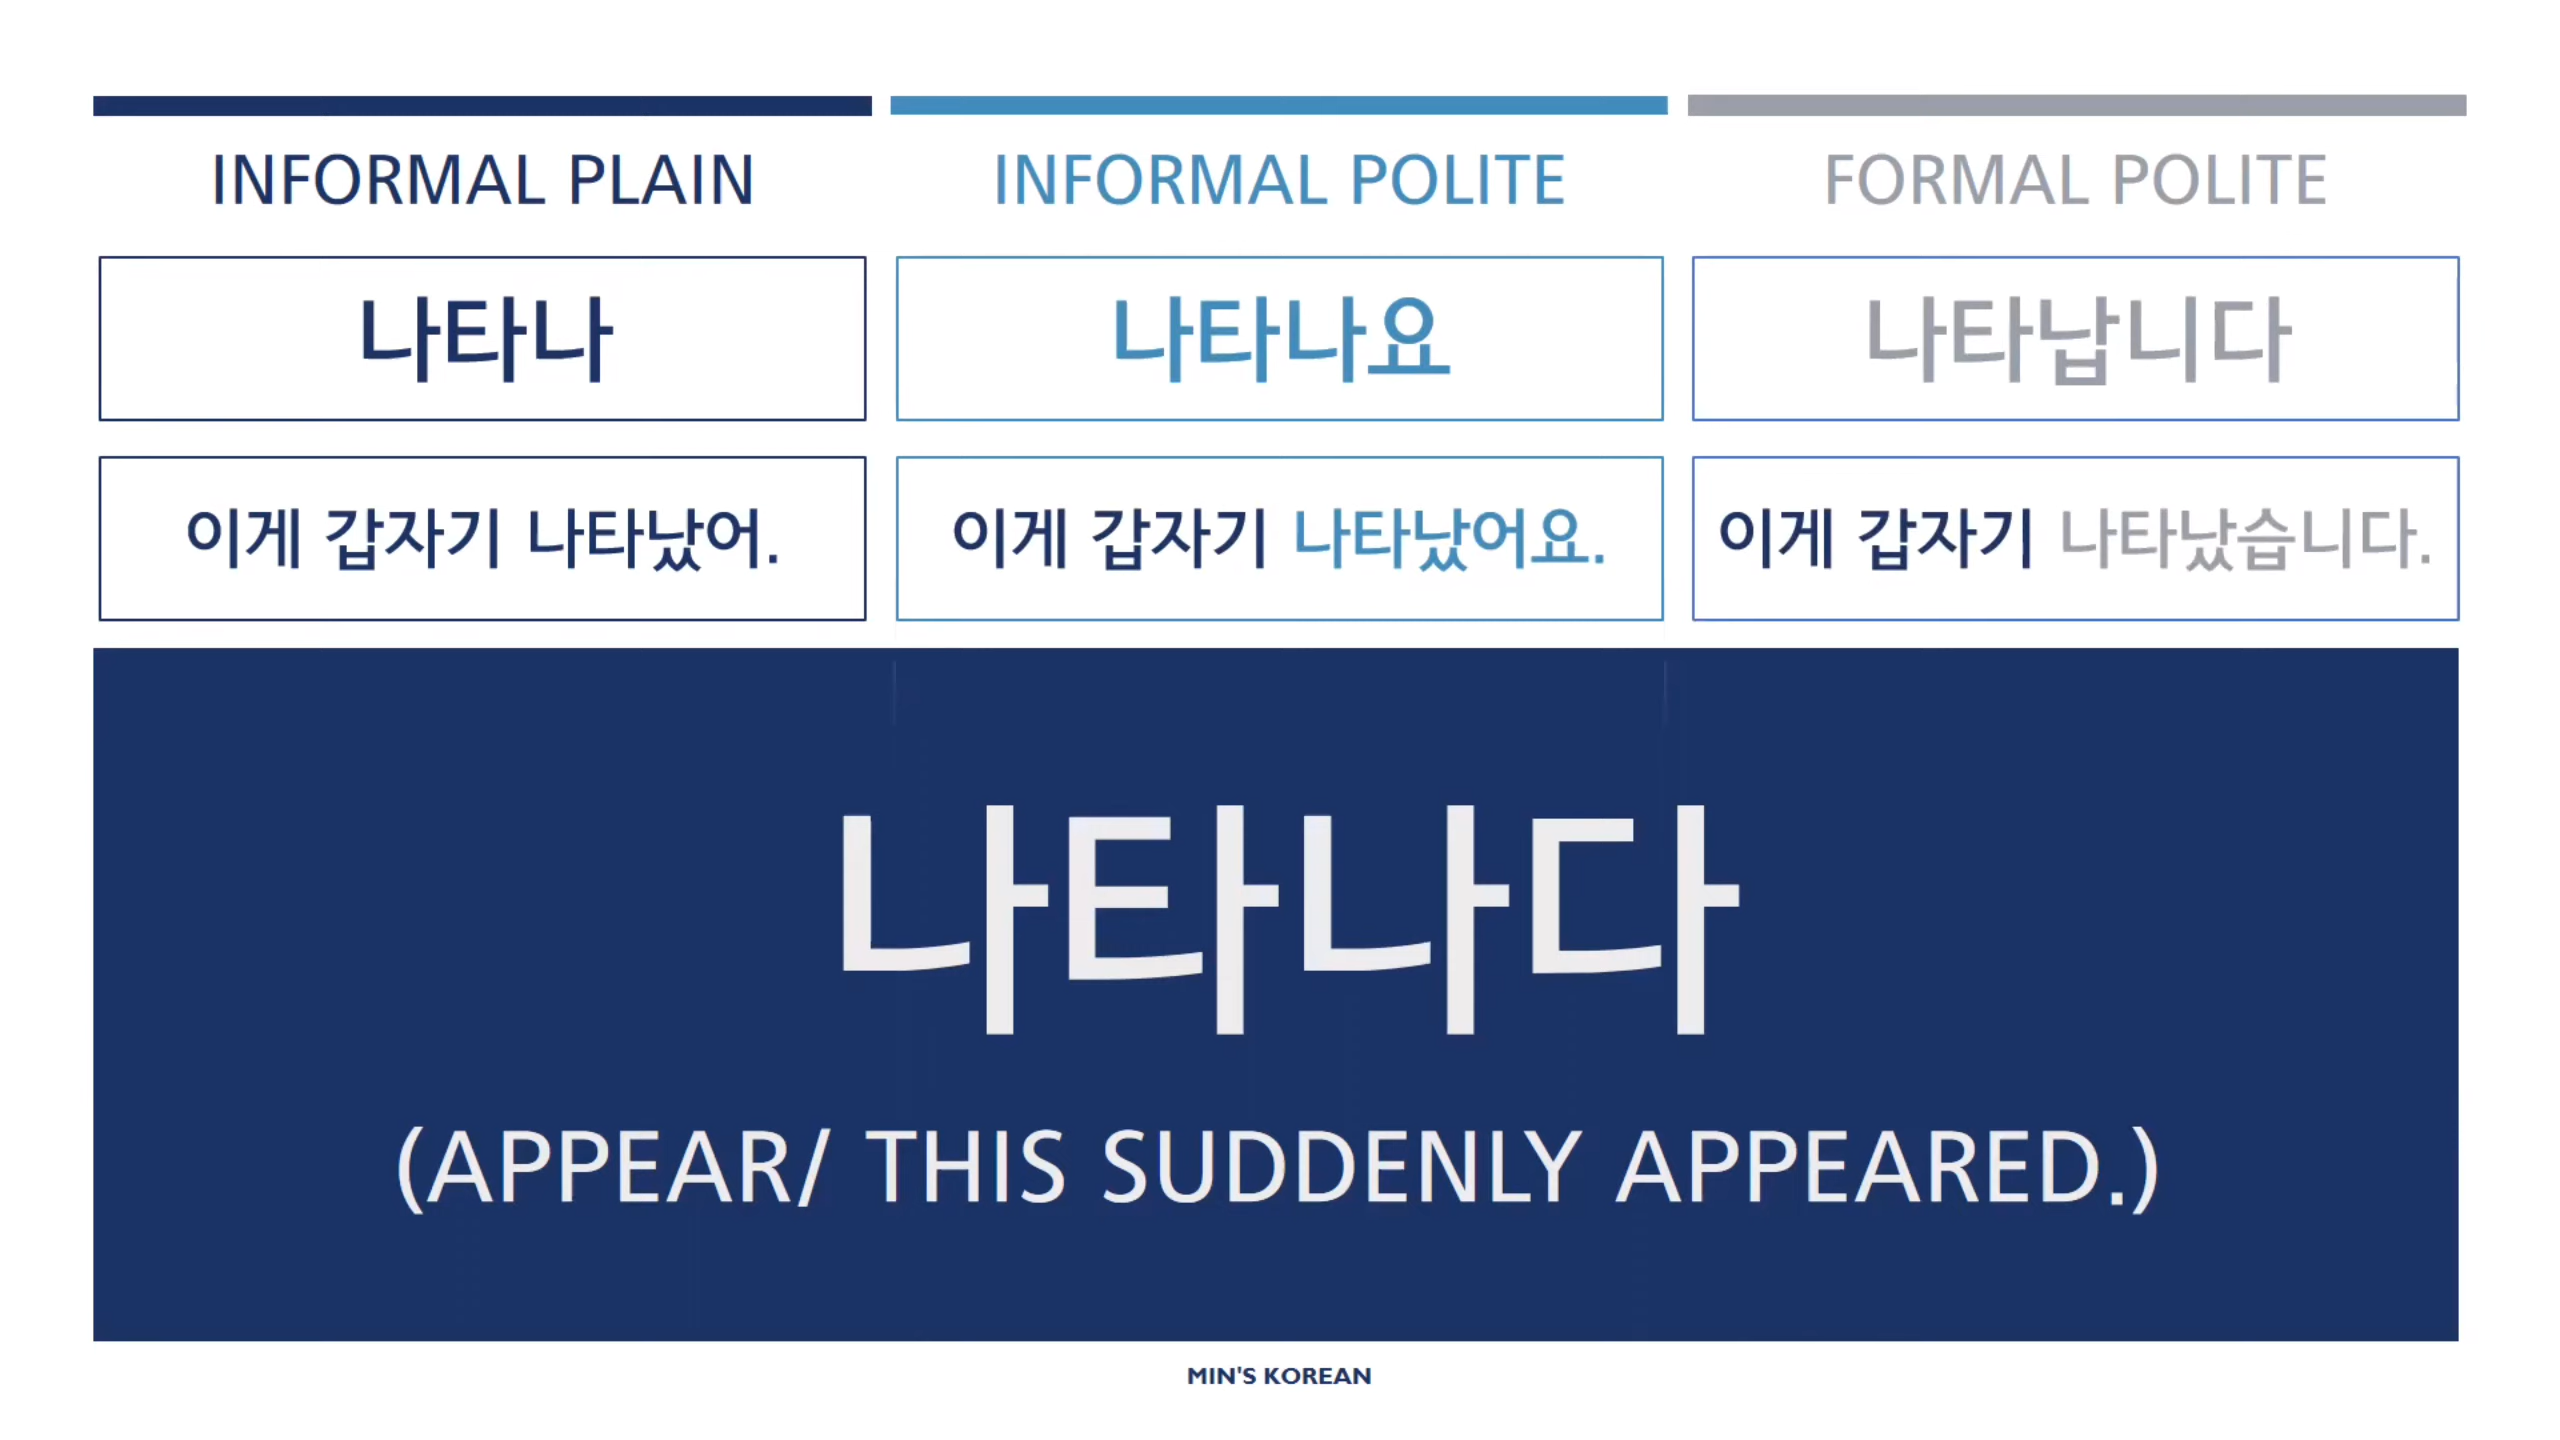 INFORMAL PLAIN
INFORMAL POLITE
FORMAL POLITE
나타나
나타나요
나타납니다
이게 갑자기 나타났어.
이게 갑자기 나타났어요.
이게 갑자기 나타났습니다.
나타나다
(APPEAR/ THIS SUDDENLY APPEARED.)
MIN'S KOREAN